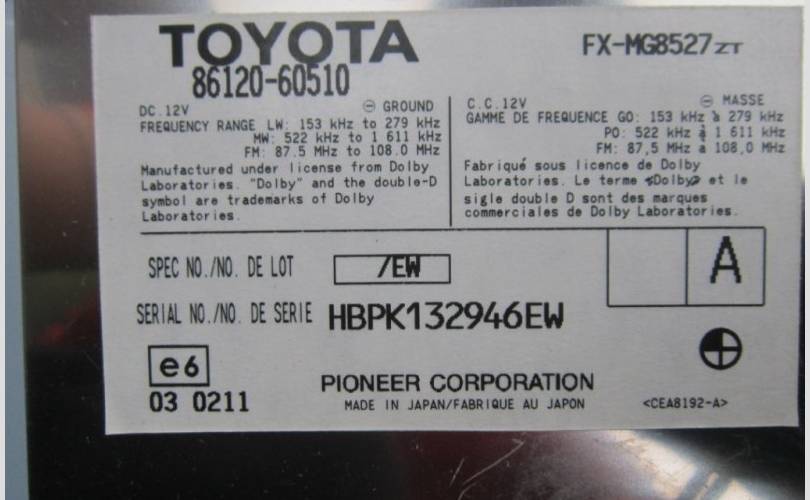 TOYOTA
86120-60510
FX-MG8527ZT
DC.12V ⊖ GROUND
FREQUENCY RANGE LW: 153 kHz to 279 kHz
MW: 522 kHz to 1 611 kHz
FM: 87.5 MHz to 108.0 MHz
Manufactured under license from Dolby
Laboratories. "Dolby" and the double-D
symbol are trademarks of Dolby
Laboratories.
C.C.12V ⊖ MASSE
GAMME DE FREQUENCE GO: 153 kHz à 279 kHz
PO: 522 kHz à 1 611 kHz
FM: 87,5 MHz à 108,0 MHz
Fabriqué sous licence de Dolby
Laboratories. Le terme «Dolby» et le
sigle double D sont des marques
commerciales de Dolby Laboratories.
SPEC NO./NO. DE LOT /EW
A
SERIAL NO./NO. DE SERIE HBPK132946EW
e6
03 0211
PIONEER CORPORATION
MADE IN JAPAN/FABRIQUE AU JAPON
<CEA8192-A>